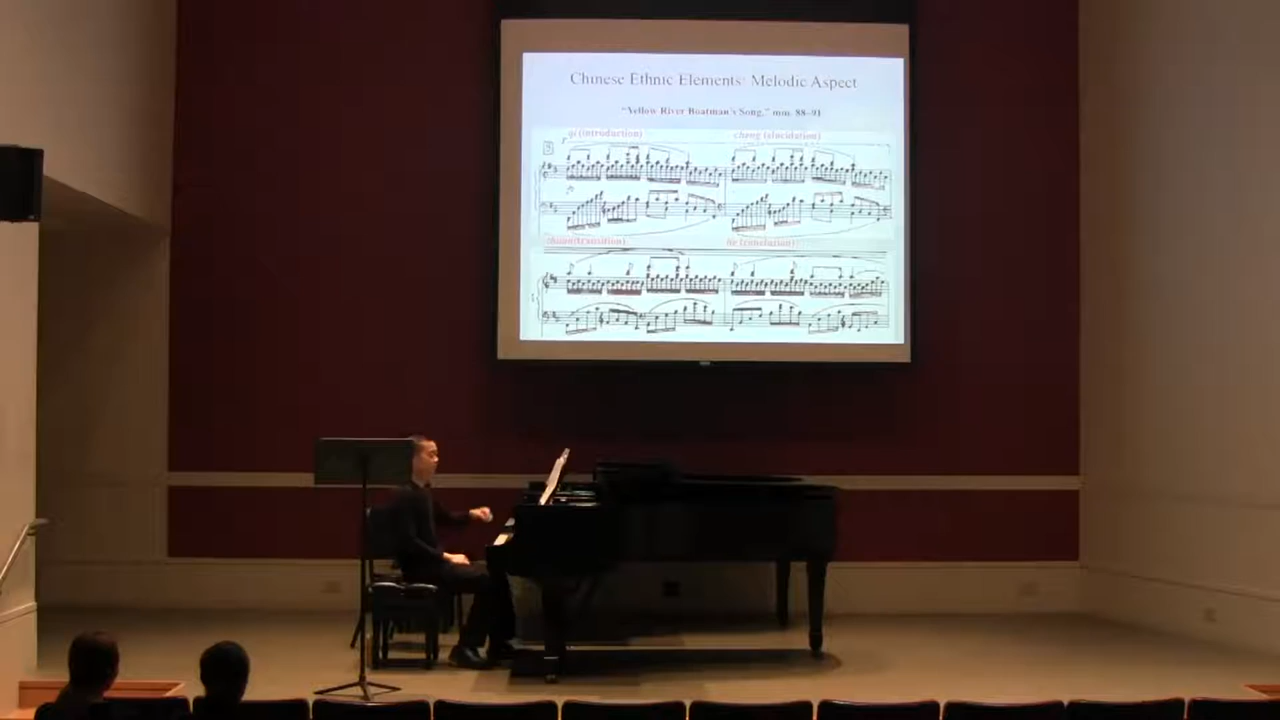 Chinese Ethnic Elements: Melodic Aspect
"Yellow River Boatman's Song," mm. 88–91
qi (introduction)
cheng (elucidation)
zhuan(transition)
he (conclusion)